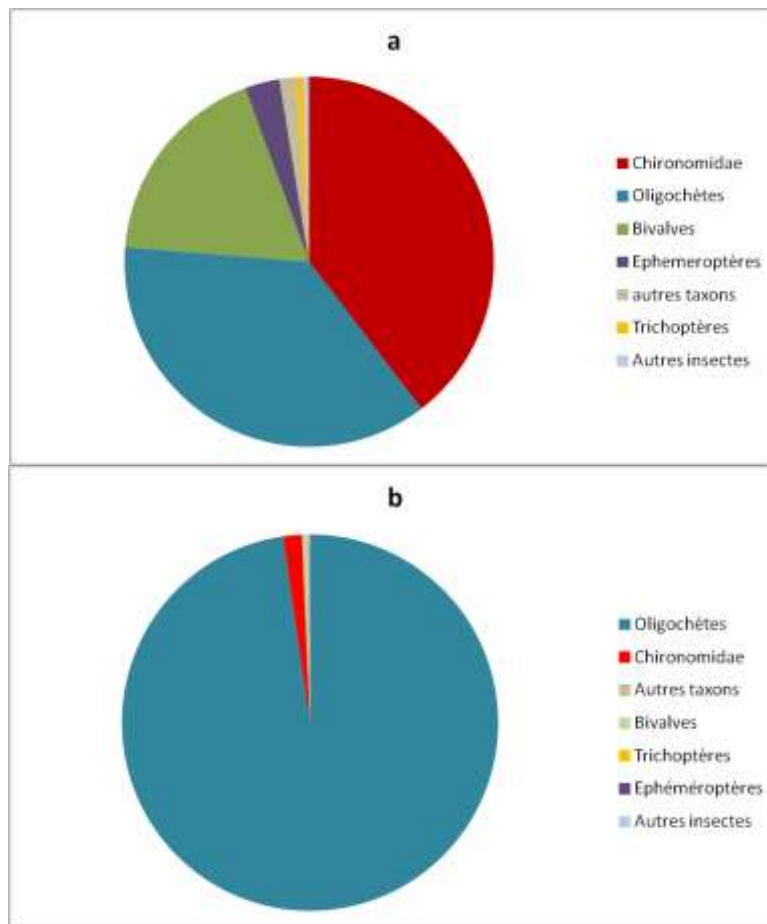 a
Chironomidae
Oligochètes
Bivalves
Ephemeroptères
autres taxons
Trichoptères
Autres insectes
b
Oligochètes
Chironomidae
Autres taxons
Bivalves
Trichoptères
Ephéméroptères
Autres insectes